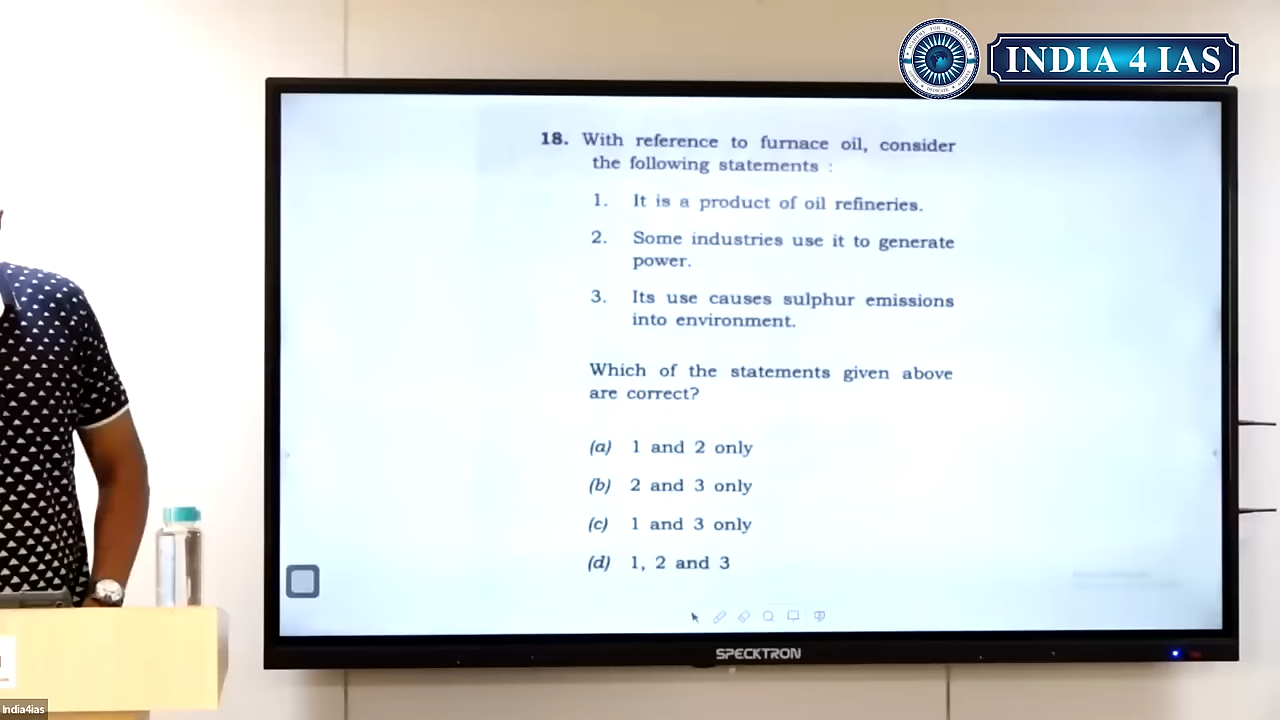 INDIA 4 IAS
18. With reference to furnace oil, consider
the following statements :
1. It is a product of oil refineries.
2. Some industries use it to generate
power.
3. Its use causes sulphur emissions
into environment.
Which of the statements given above
are correct?
(a) 1 and 2 only
(b) 2 and 3 only
(c) 1 and 3 only
(d) 1, 2 and 3
SPECKTRON
India4ias